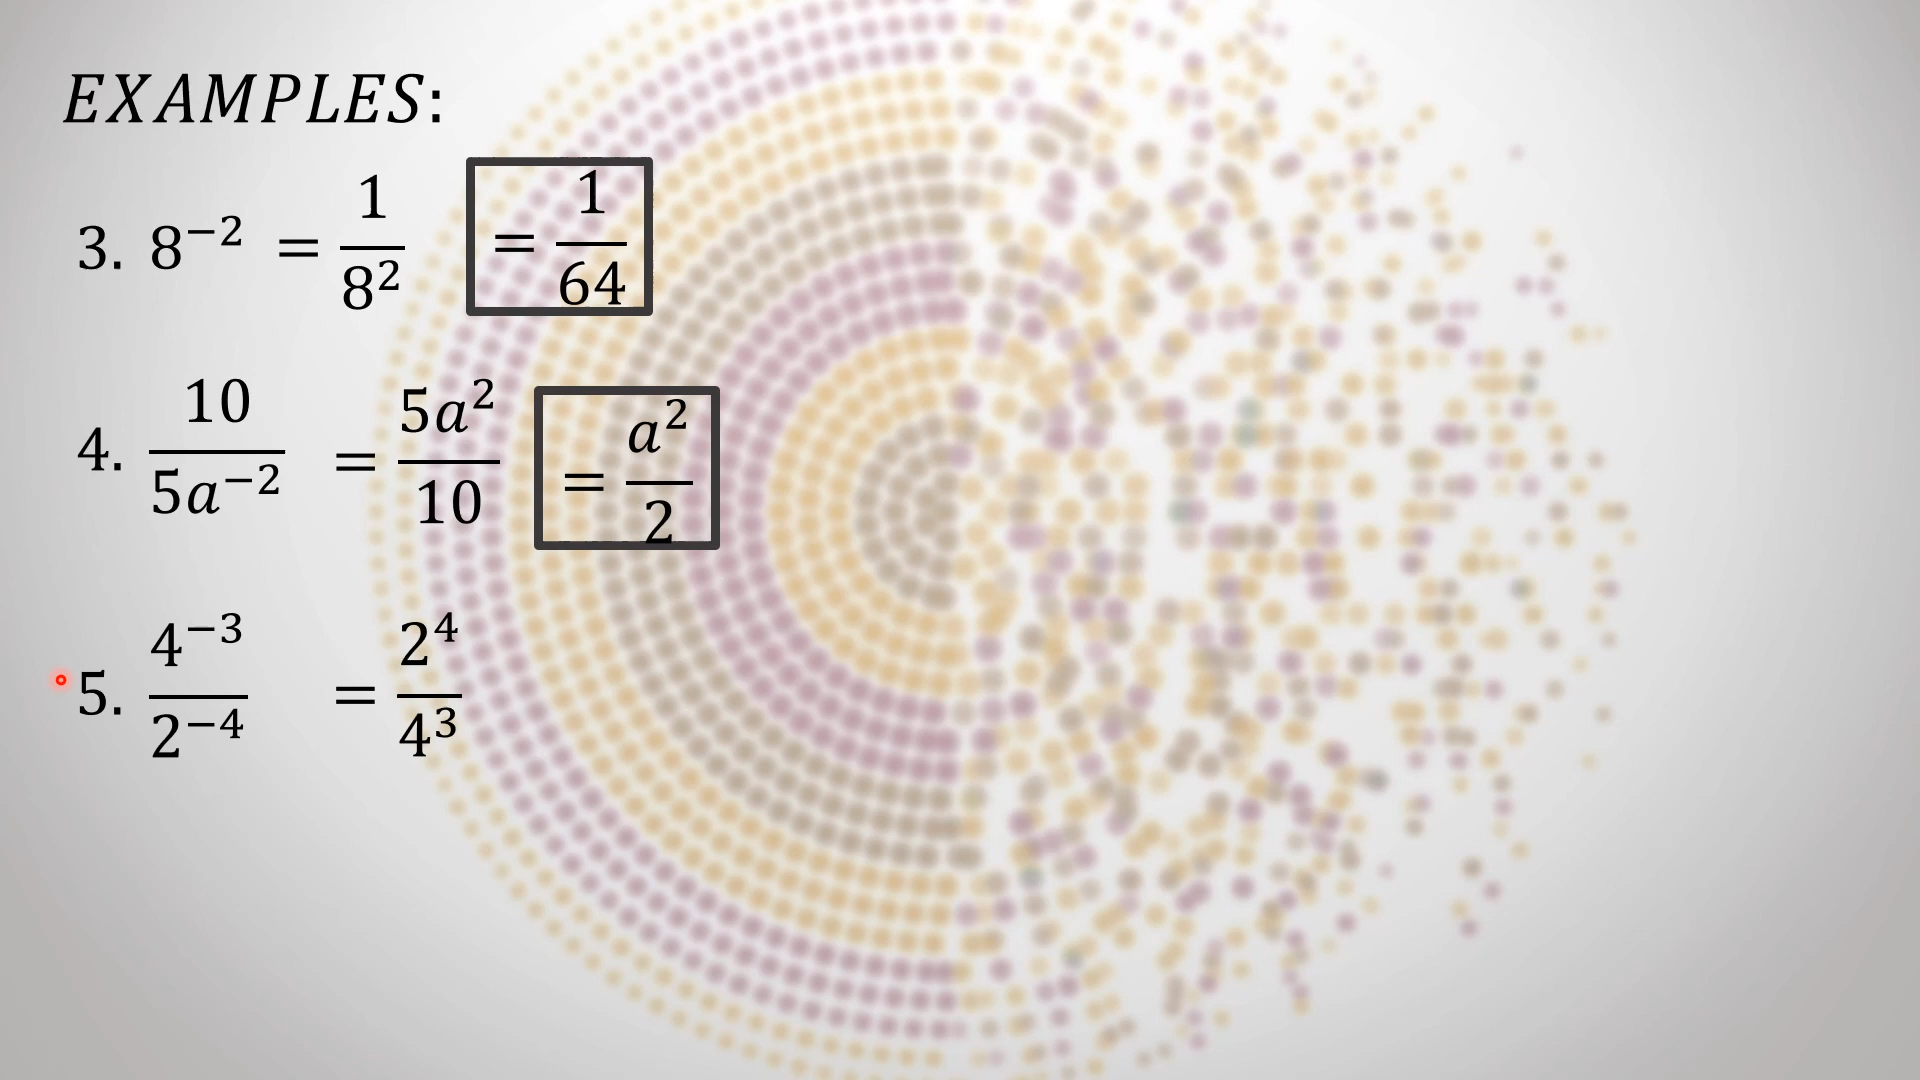 EXAMPLES:
3. 8⁻² = 1/8² = 1/64
4. 10/5a⁻² = 5a²/10 = a²/2
5. 4⁻³/2⁻⁴ = 2⁴/4³